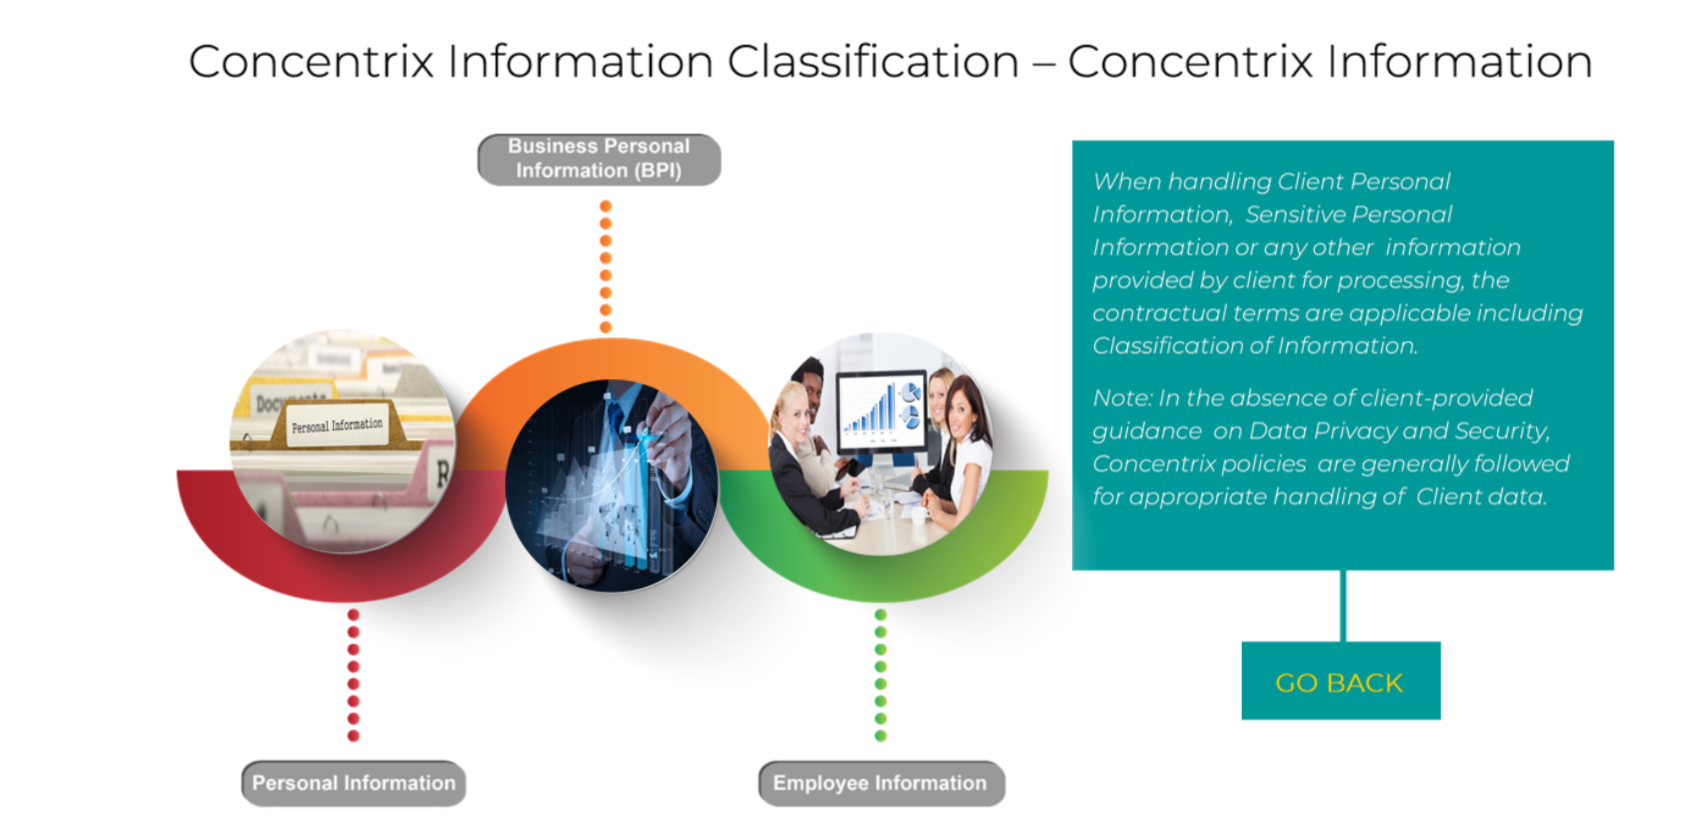 Concentrix Information Classification – Concentrix Information
Business Personal
Information (BPI)
When handling Client Personal
Information, Sensitive Personal
Information or any other information
provided by client for processing, the
contractual terms are applicable including
Classification of Information.
Note: In the absence of client-provided
guidance on Data Privacy and Security,
Concentrix policies are generally followed
for appropriate handling of Client data.
Personal Information
GO BACK
Personal Information
Employee Information